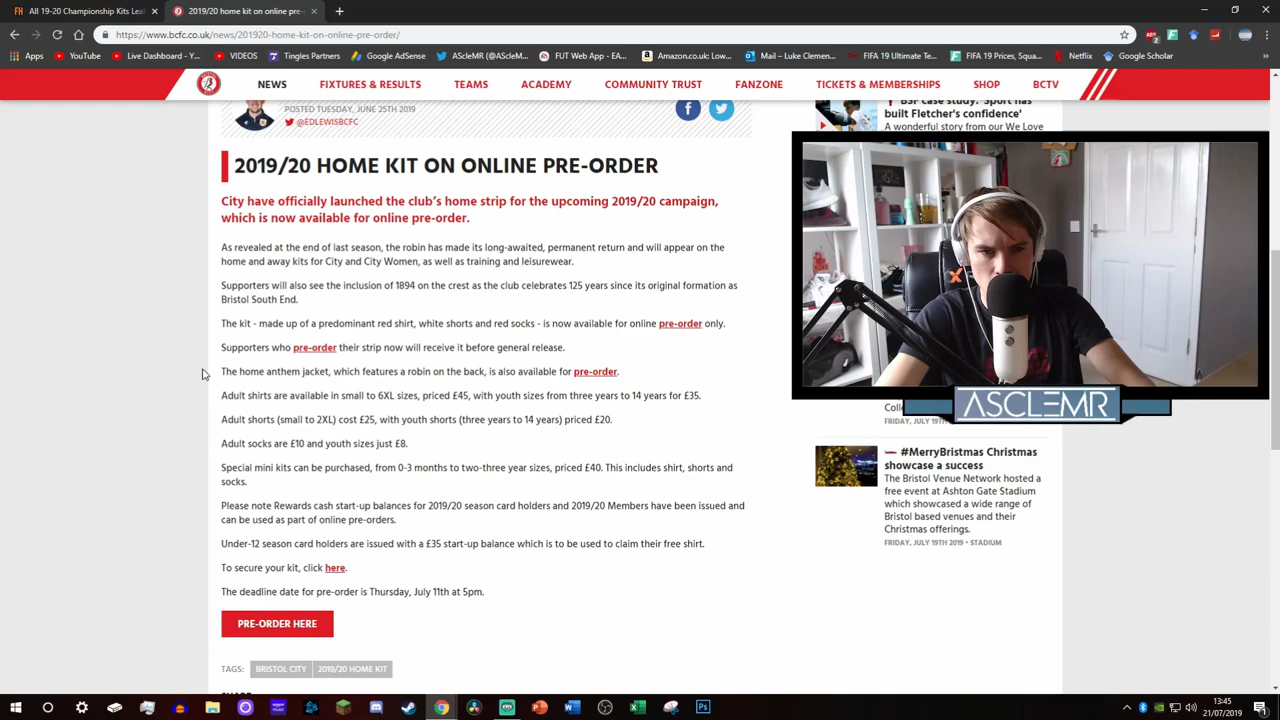 All 19-20 Championship Kits Leak
2019/20 home kit on online pre-
https://www.bcfc.co.uk/news/201920-home-kit-on-online-pre-order/
Apps YouTube Live Dashboard - Y... VIDEOS Tingles Partners Google AdSense (9) AScleMR (@AScleM... FUT Web App - EA... Amazon.co.uk: Low... Mail – Luke Clemen... FIFA 19 Ultimate Te... FIFA 19 Prices, Squa... Netflix Google Scholar
NEWS FIXTURES & RESULTS TEAMS ACADEMY COMMUNITY TRUST FANZONE TICKETS & MEMBERSHIPS SHOP BCTV
POSTED TUESDAY, JUNE 25TH 2019
@EDLEWISBCFC
BSF case study: 'Sport has
built Fletcher's confidence'
A wonderful story from our We Love
2019/20 HOME KIT ON ONLINE PRE-ORDER
City have officially launched the club's home strip for the upcoming 2019/20 campaign,
which is now available for online pre-order.
As revealed at the end of last season, the robin has made its long-awaited, permanent return and will appear on the
home and away kits for City and City Women, as well as training and leisurewear.
Supporters will also see the inclusion of 1894 on the crest as the club celebrates 125 years since its original formation as
Bristol South End.
The kit - made up of a predominant red shirt, white shorts and red socks - is now available for online pre-order only.
Supporters who pre-order their strip now will receive it before general release.
The home anthem jacket, which features a robin on the back, is also available for pre-order.
Adult shirts are available in small to 6XL sizes, priced £45, with youth sizes from three years to 14 years for £35.
Adult shorts (small to 2XL) cost £25, with youth shorts (three years to 14 years) priced £20.
Adult socks are £10 and youth sizes just £8.
Special mini kits can be purchased, from 0-3 months to two-three year sizes, priced £40. This includes shirt, shorts and
socks.
Please note Rewards cash start-up balances for 2019/20 season card holders and 2019/20 Members have been issued and
can be used as part of online pre-orders.
Under-12 season card holders are issued with a £35 start-up balance which is to be used to claim their free shirt.
To secure your kit, click here.
The deadline date for pre-order is Thursday, July 11th at 5pm.
PRE-ORDER HERE
TAGS: BRISTOL CITY 2019/20 HOME KIT
ASCLEMR
FRIDAY, JULY 19TH
#MerryBristmas Christmas
showcase a success
The Bristol Venue Network hosted a
free event at Ashton Gate Stadium
which showcased a wide range of
Bristol based venues and their
Christmas offerings.
FRIDAY, JULY 19TH 2019 • STADIUM
13:45
21/07/2019